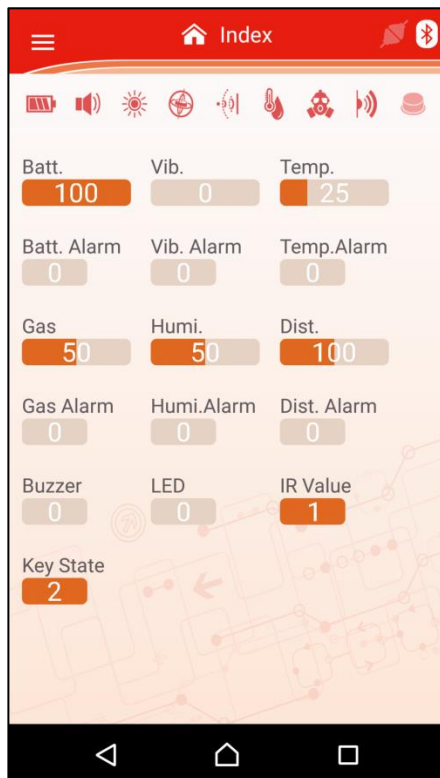 Index
Batt. Vib. Temp.
100 0 25
Batt. Alarm Vib. Alarm Temp.Alarm
0 0 0
Gas Humi. Dist.
50 50 100
Gas Alarm Humi.Alarm Dist. Alarm
0 0 0
Buzzer LED IR Value
0 0 1
Key State
2